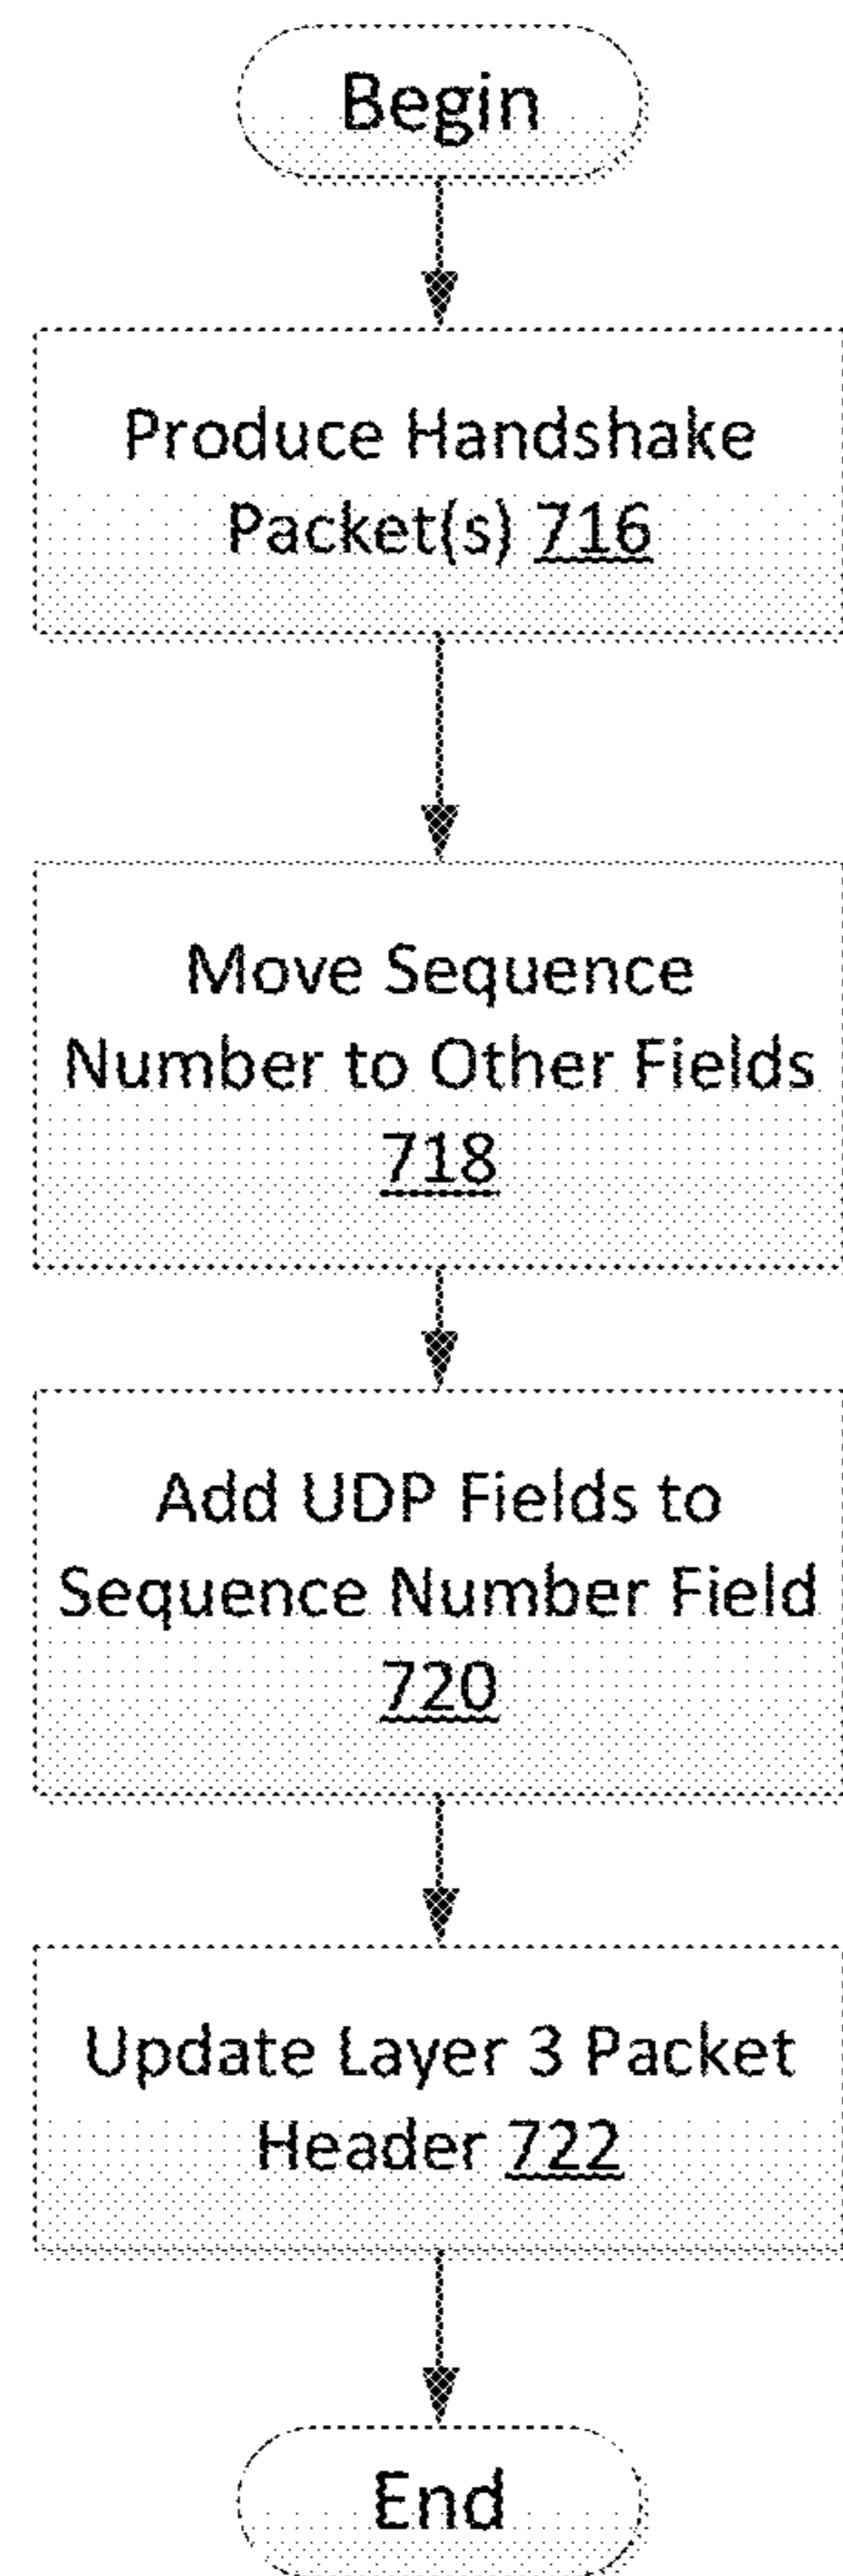 Begin
Produce Handshake
Packet(s) 716
Move Sequence
Number to Other Fields
718
Add UDP Fields to
Sequence Number Field
720
Update Layer 3 Packet
Header 722
End